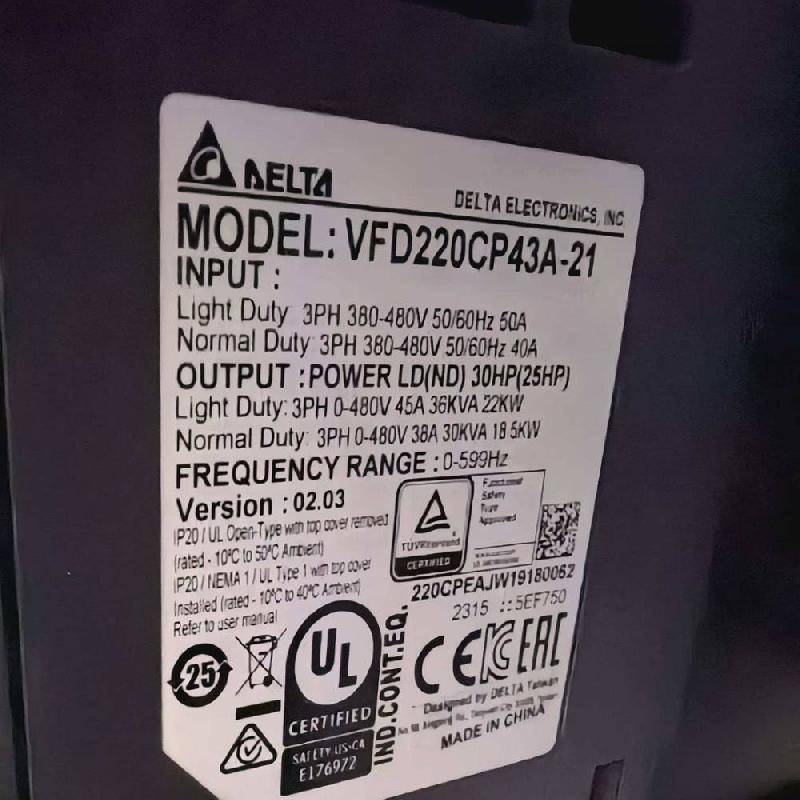 DELTA
DELTA ELECTRONICS, INC
MODEL: VFD220CP43A-21
INPUT :
Light Duty 3PH 380-480V 50/60Hz 50A
Normal Duty 3PH 380-480V 50/60Hz 40A
OUTPUT : POWER LD(ND) 30HP(25HP)
Light Duty: 3PH 0-480V 45A 36KVA 22KW
Normal Duty: 3PH 0-480V 38A 30KVA 18.5KW
FREQUENCY RANGE : 0-599Hz
Version : 02.03
IP20 / UL Open-Type with top cover removed
(rated - 10°C to 50°C Ambient)
IP20 / NEMA 1 / UL Type 1 with top cover
Installed (rated - 10°C to 40°C Ambient)
Refer to user manual
TÜVRheinland
CERTIFIED
Functional
Safety
Type
Approved
220CPEAJW19180062
2315 ::5EF750
25
UL
CERTIFIED
SAFETY US-CA
E176972
IND.CONT.EQ.
CE KC EAC
Designed by DELTA Taiwan
MADE IN CHINA